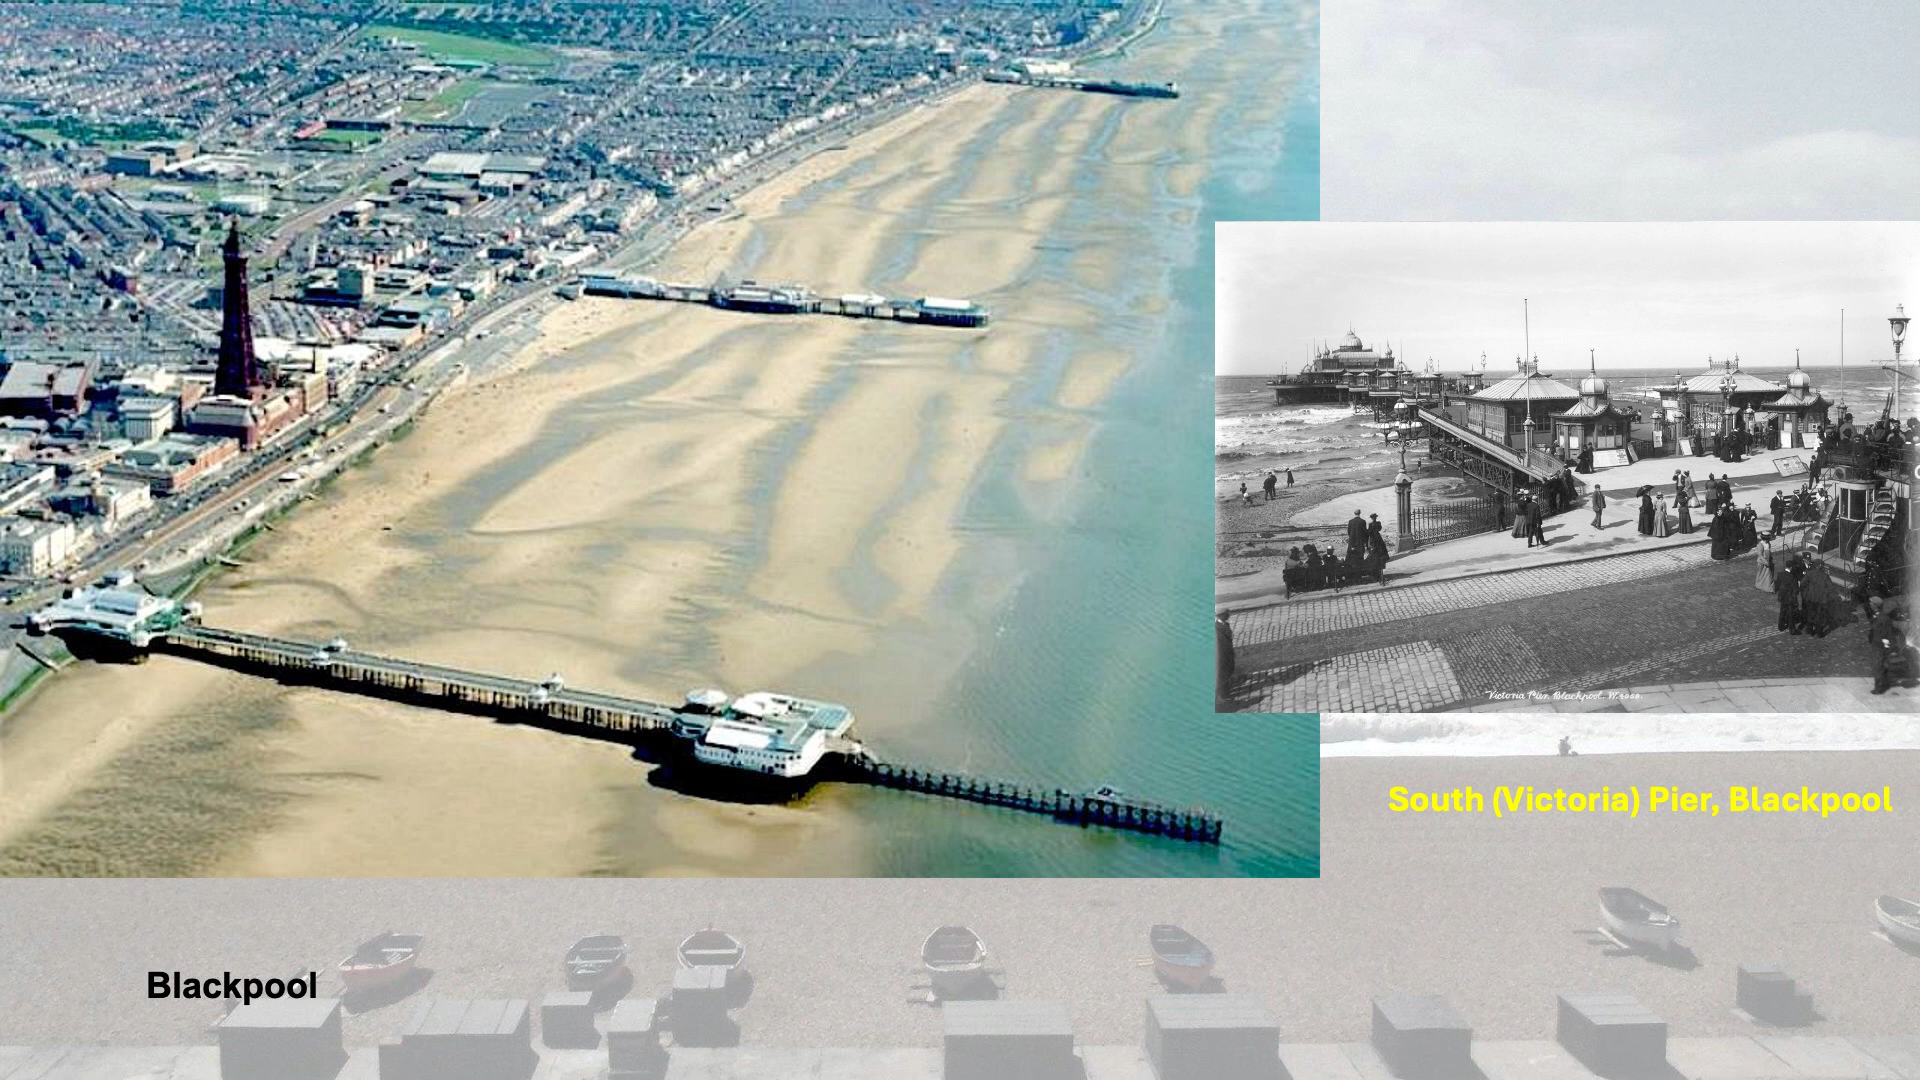 Victoria Pier. Blackpool.
South (Victoria) Pier, Blackpool
Blackpool